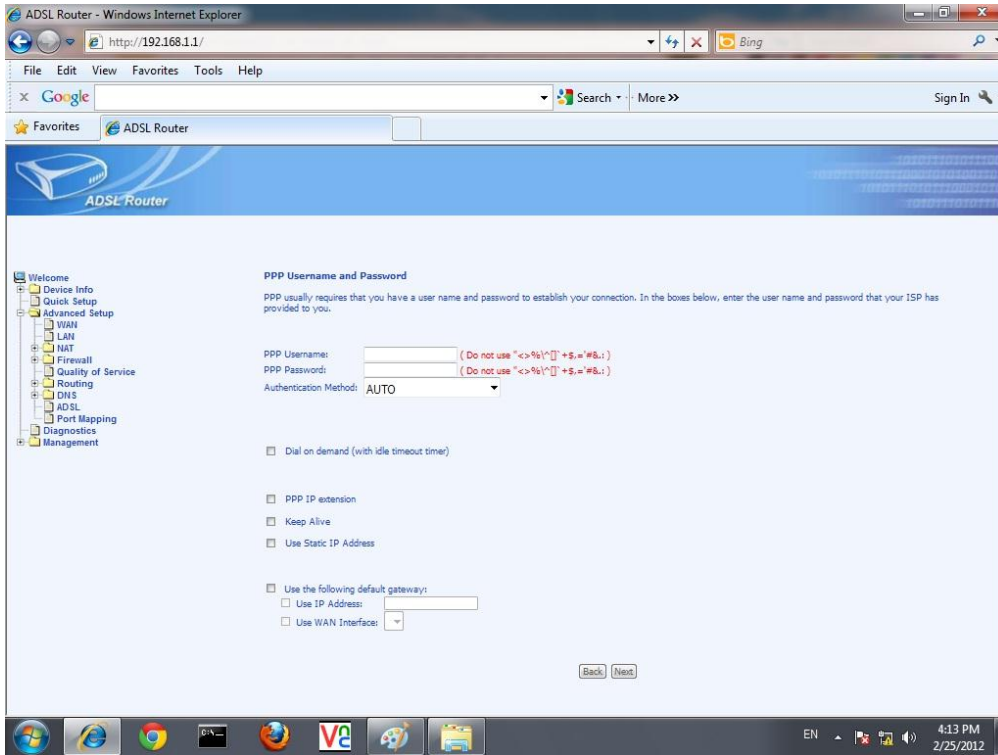 ADSL Router - Windows Internet Explorer
http://192.168.1.1/
Bing
File Edit View Favorites Tools Help
x Google
Search
More >>
Sign In
Favorites
ADSL Router
ADSL Router
Welcome
Device Info
Quick Setup
Advanced Setup
WAN
LAN
NAT
Firewall
Quality of Service
Routing
DNS
ADSL
Port Mapping
Diagnostics
Management
PPP Username and Password
PPP usually requires that you have a user name and password to establish your connection. In the boxes below, enter the user name and password that your ISP has
provided to you.
PPP Username: ( Do not use "<>%\^[]`+$,='#&.: )
PPP Password: ( Do not use "<>%\^[]`+$,='#&.: )
Authentication Method: AUTO
Dial on demand (with idle timeout timer)
PPP IP extension
Keep Alive
Use Static IP Address
Use the following default gateway:
Use IP Address:
Use WAN Interface:
Back Next
C:\
EN
4:13 PM
2/25/2012